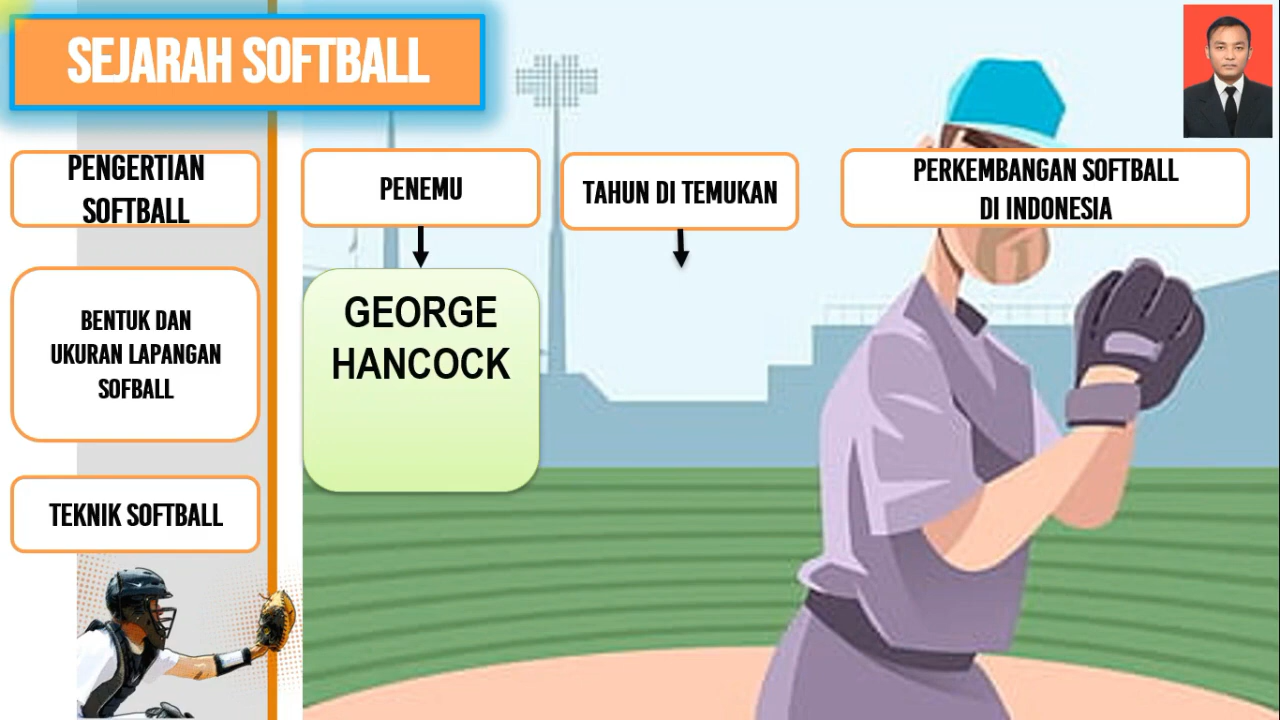 SEJARAH SOFTBALL
PENGERTIAN
SOFTBALL
BENTUK DAN
UKURAN LAPANGAN
SOFBALL
TEKNIK SOFTBALL
PENEMU
GEORGE
HANCOCK
TAHUN DI TEMUKAN
PERKEMBANGAN SOFTBALL
DI INDONESIA